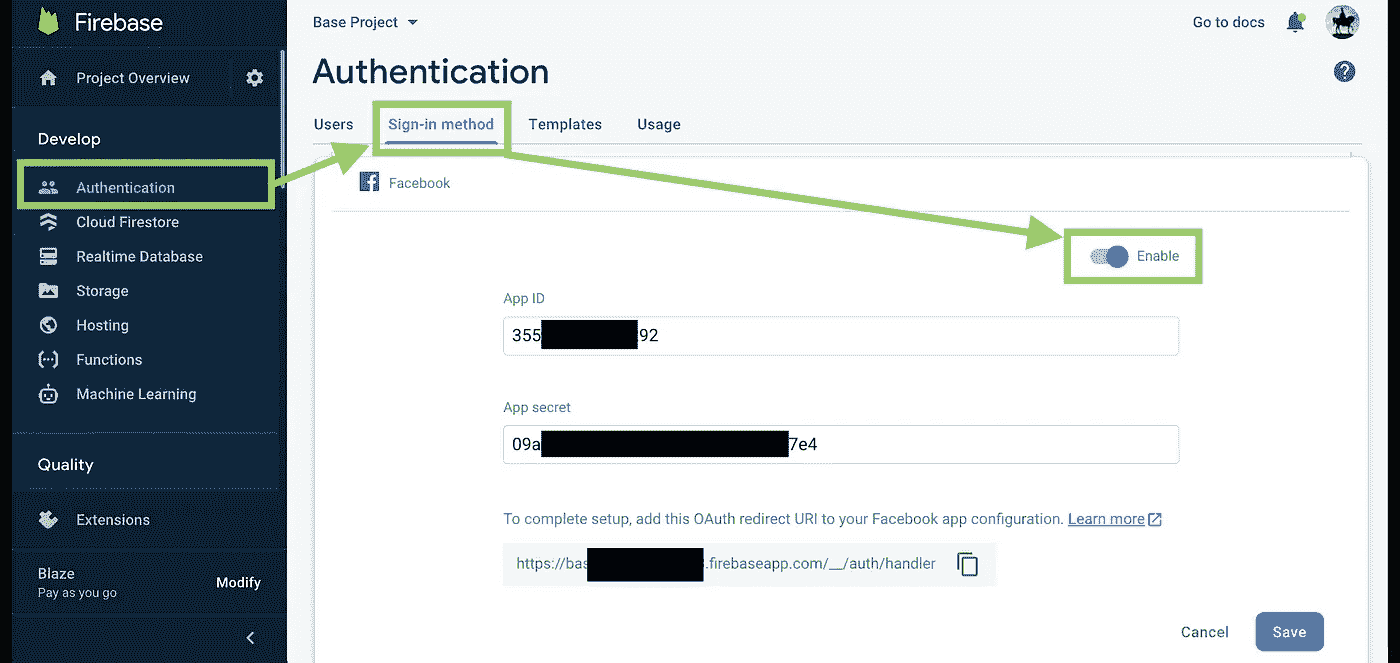 Firebase
Project Overview
Develop
Authentication
Cloud Firestore
Realtime Database
Storage
Hosting
Functions
Machine Learning
Quality
Extensions
Blaze
Pay as you go
Modify
Base Project
Go to docs
Authentication
Users Sign-in method Templates Usage
Facebook
Enable
App ID
355 92
App secret
09a 7e4
To complete setup, add this OAuth redirect URI to your Facebook app configuration. Learn more
https://bas .firebaseapp.com/__/auth/handler
Cancel Save